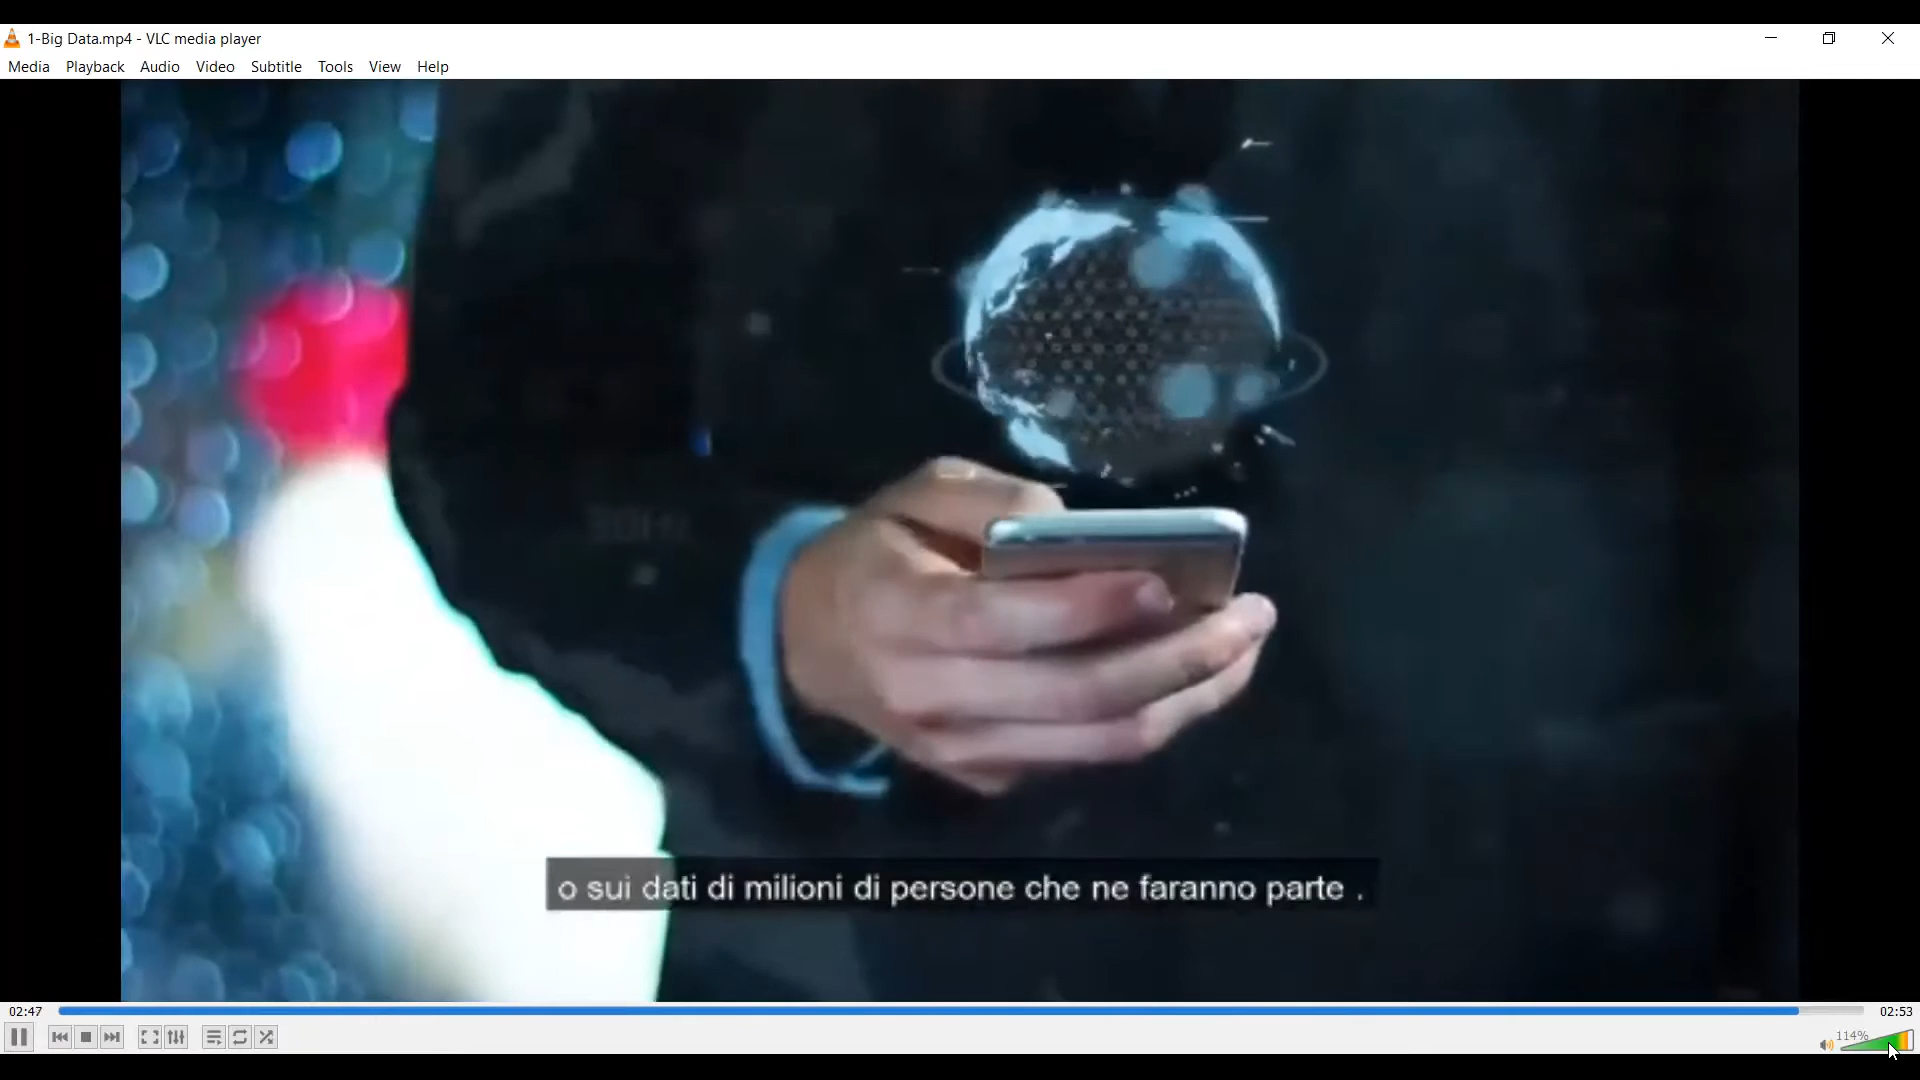 1-Big Data.mp4 - VLC media player
Media Playback Audio Video Subtitle Tools View Help
o sui dati di milioni di persone che ne faranno parte .
02:47 02:53
114%